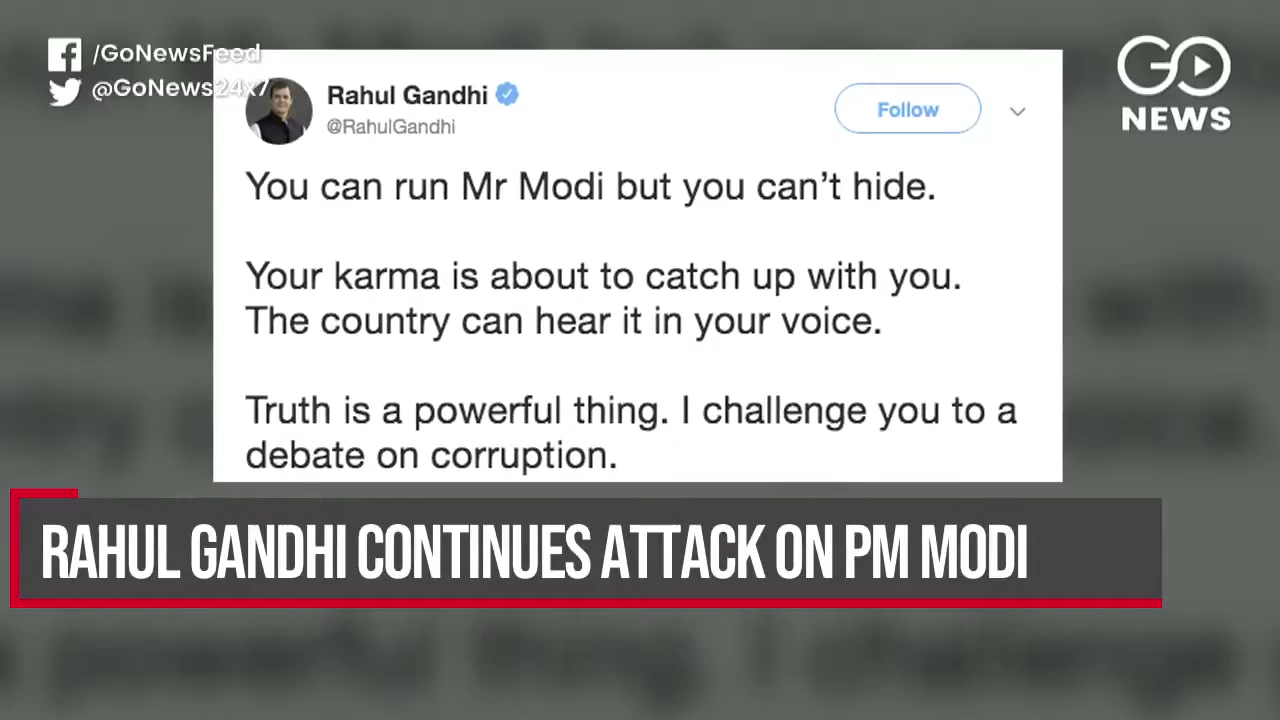 /GoNewsFeed
@GoNews24x7
GO
NEWS
Rahul Gandhi
@RahulGandhi
Follow
You can run Mr Modi but you can’t hide.
Your karma is about to catch up with you.
The country can hear it in your voice.
Truth is a powerful thing. I challenge you to a
debate on corruption.
RAHUL GANDHI CONTINUES ATTACK ON PM MODI